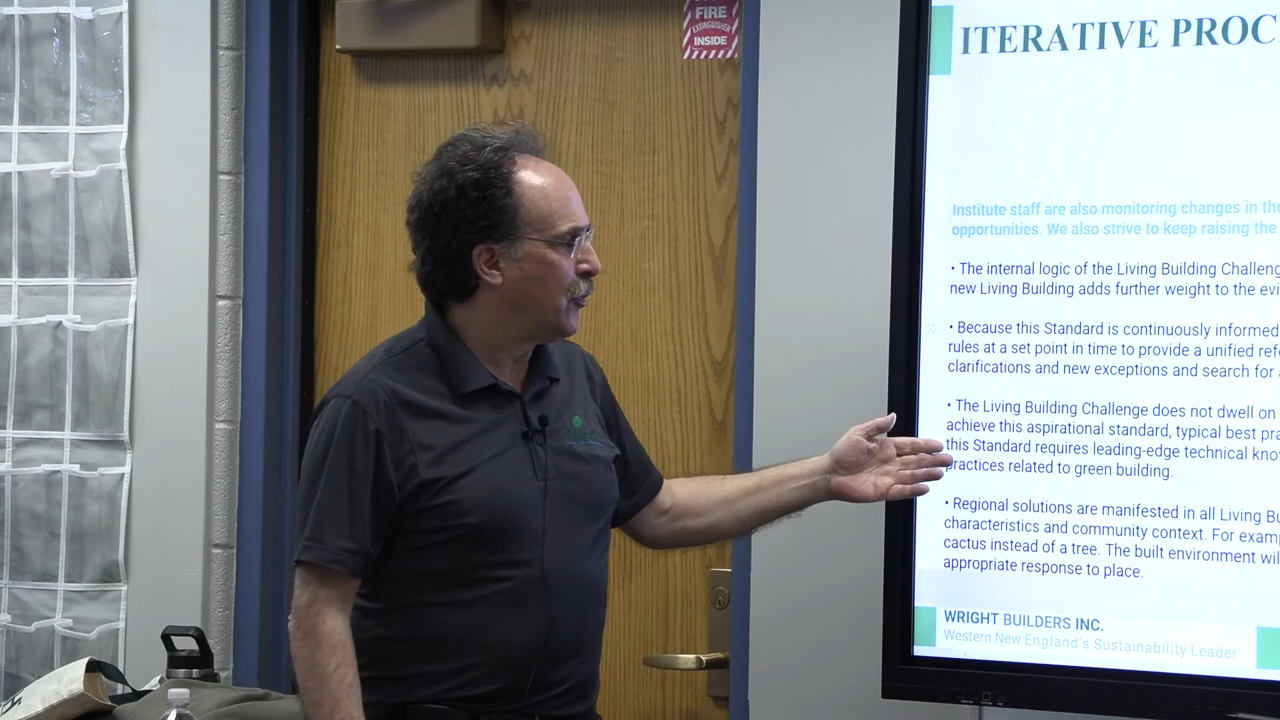 FIRE
EXTINGUISHER
INSIDE
ITERATIVE PROC
Institute staff are also monitoring changes in the
opportunities. We also strive to keep raising the
• The internal logic of the Living Building Challeng
new Living Building adds further weight to the evi
• Because this Standard is continuously informed
rules at a set point in time to provide a unified refe
clarifications and new exceptions and search for a
• The Living Building Challenge does not dwell on
achieve this aspirational standard, typical best pra
this Standard requires leading-edge technical know
practices related to green building.
• Regional solutions are manifested in all Living Bu
characteristics and community context. For examp
cactus instead of a tree. The built environment will
appropriate response to place.
WRIGHT BUILDERS INC.
Western New England's Sustainability Leader